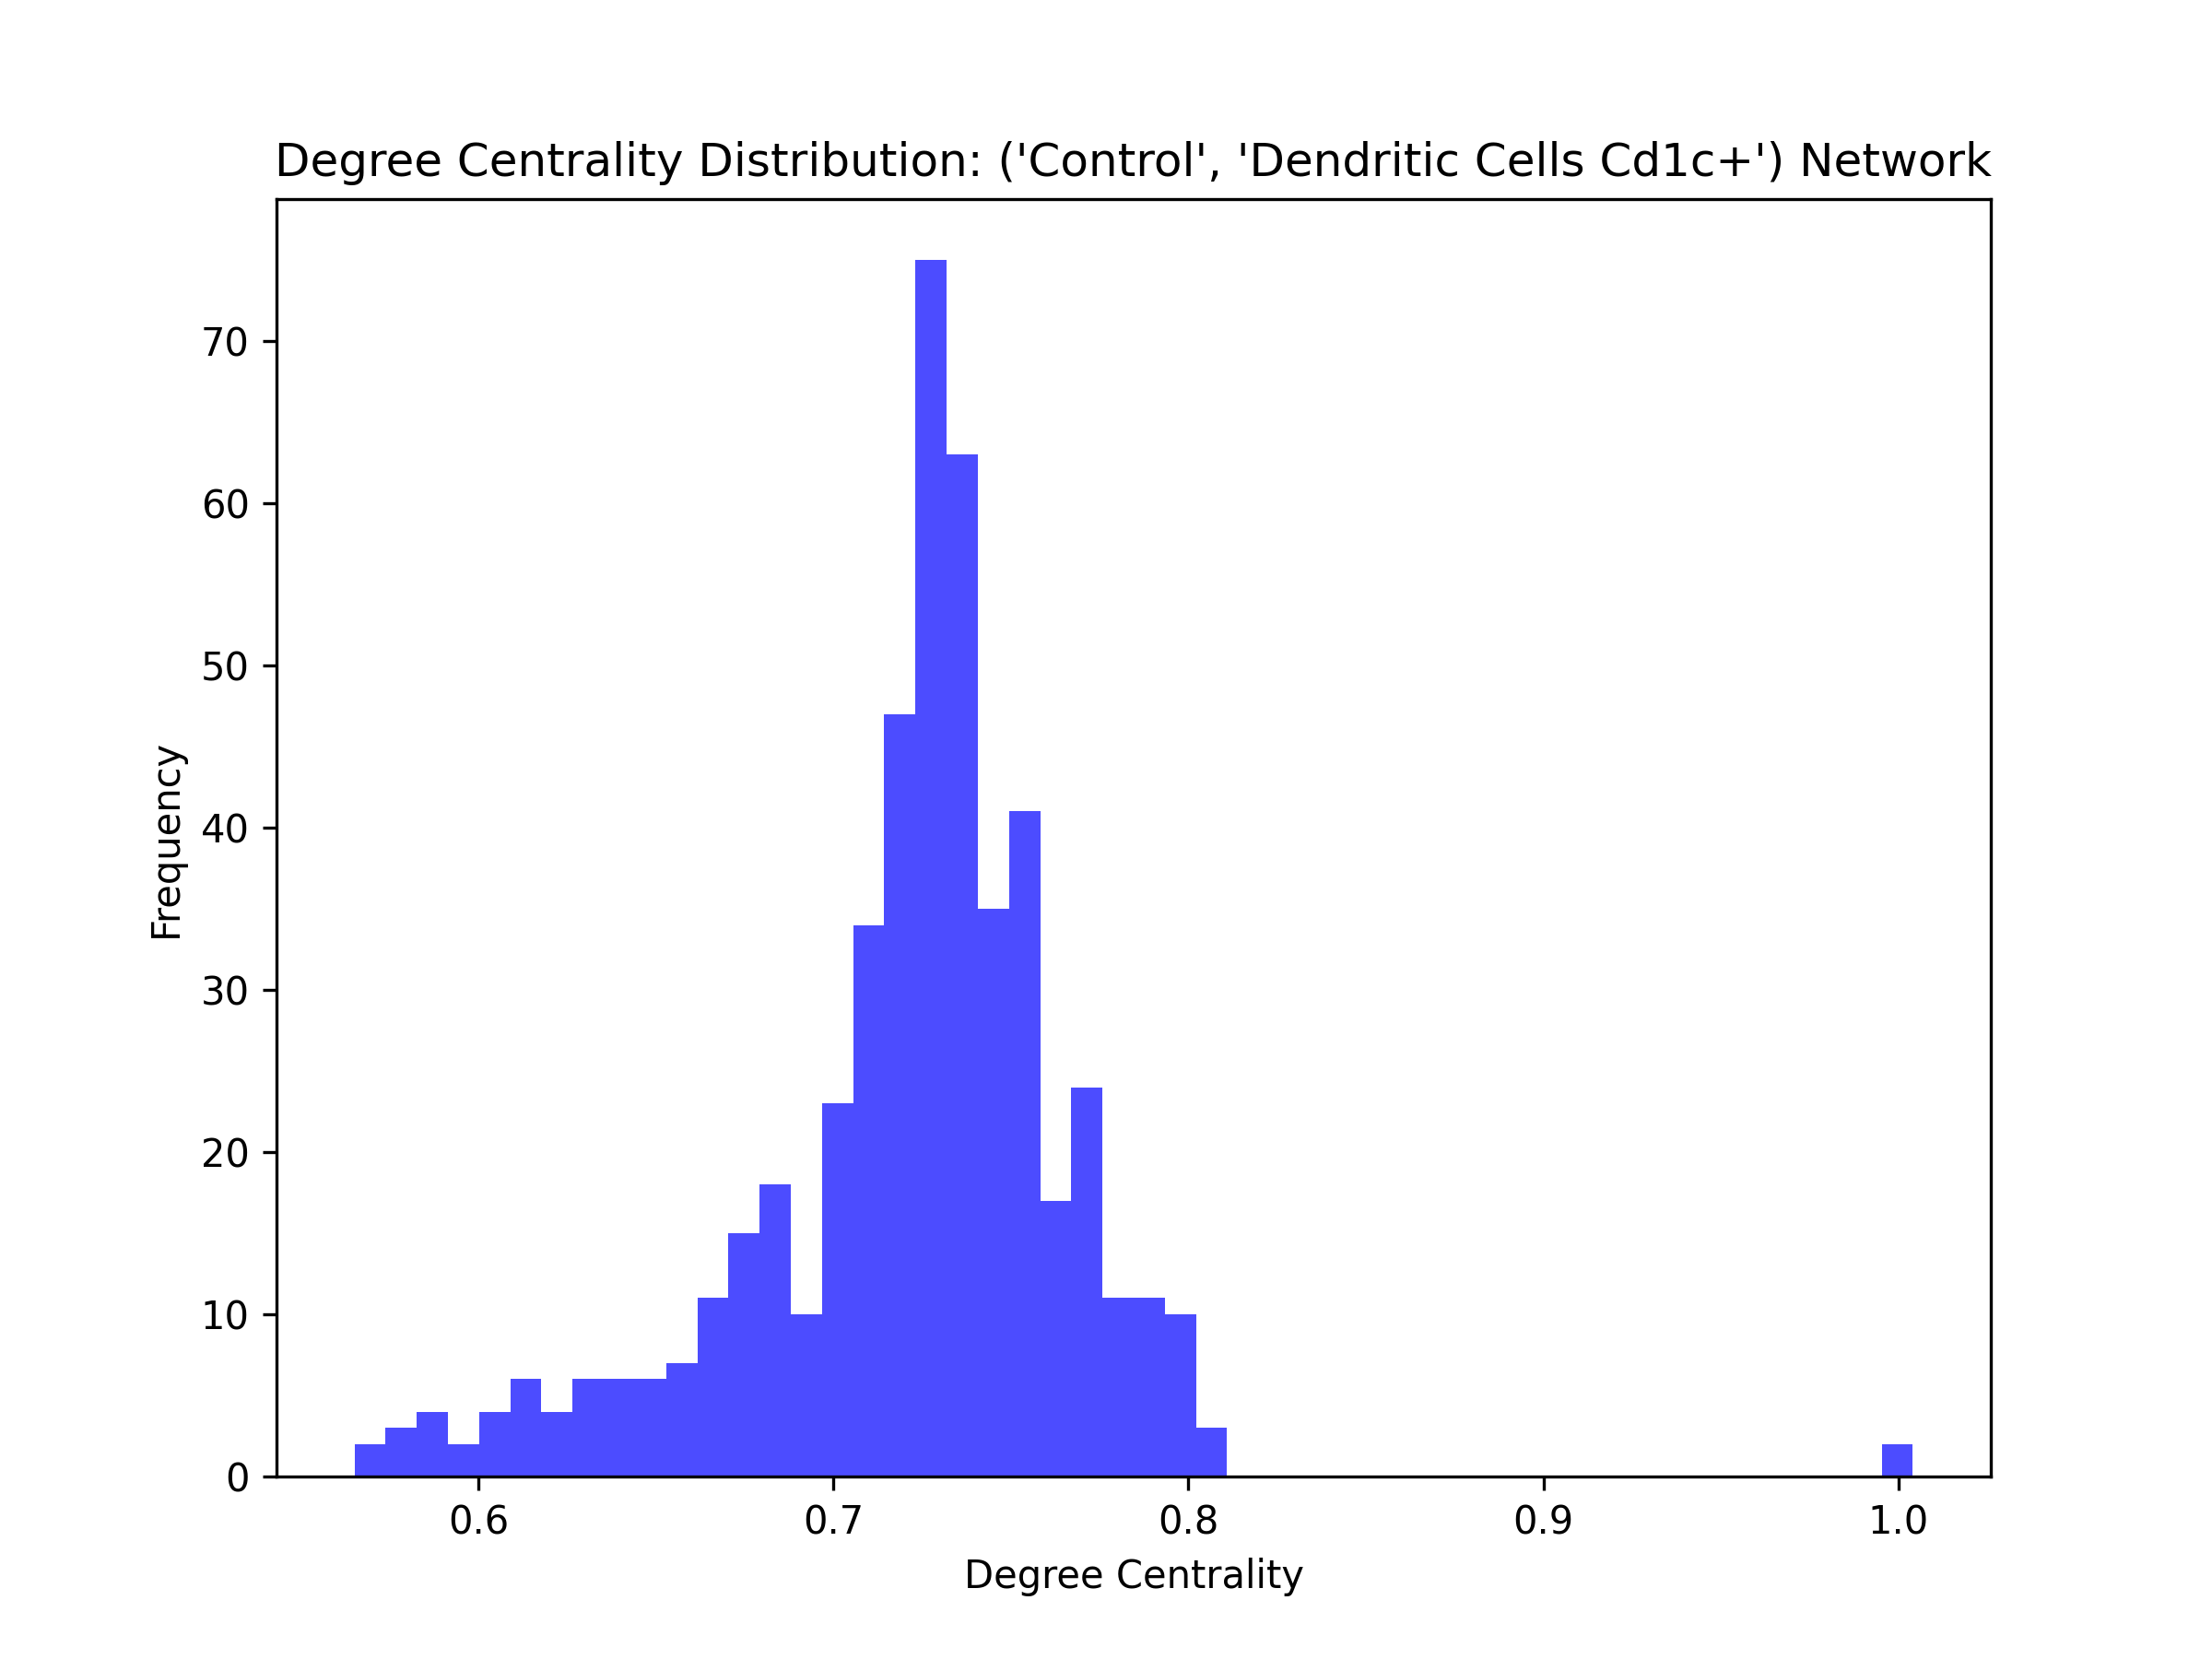 Degree Centrality Distribution: ('Control', 'Dendritic Cells Cd1c+') Network
70
60
50
40
30
20
10
0
Frequency
0.6 0.7 0.8 0.9 1.0
Degree Centrality